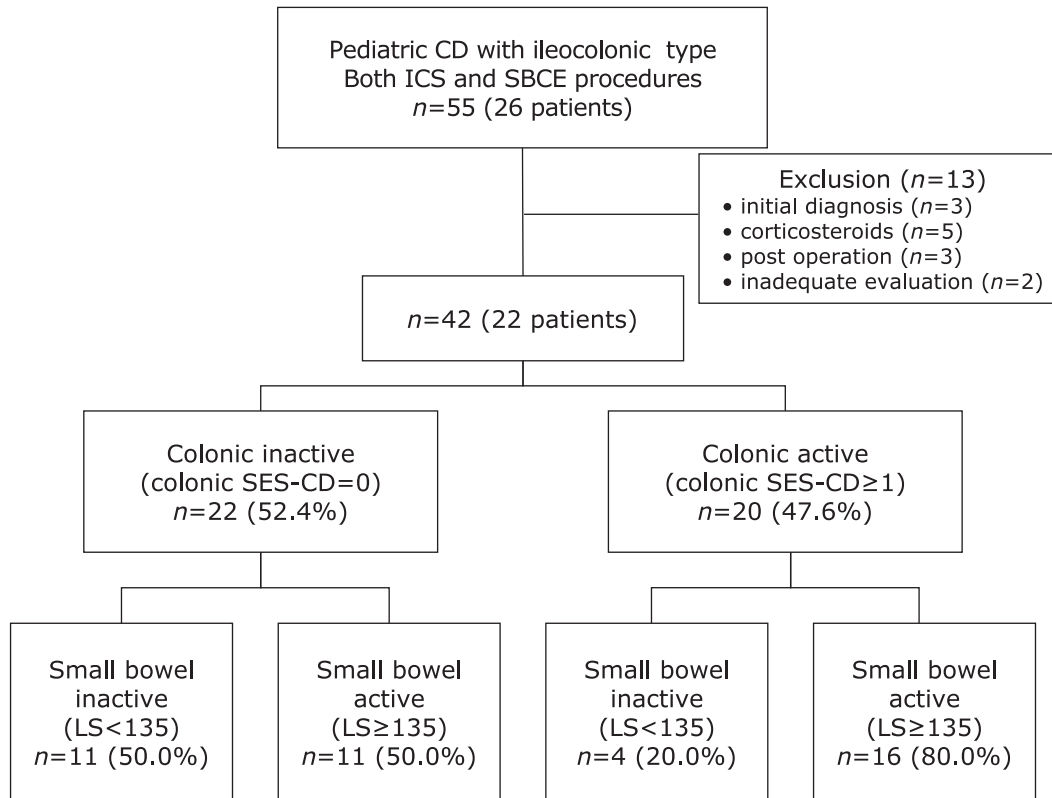 Pediatric CD with ileocolonic type
Both ICS and SBCE procedures
n=55 (26 patients)
Exclusion (n=13)
• initial diagnosis (n=3)
• corticosteroids (n=5)
• post operation (n=3)
• inadequate evaluation (n=2)
n=42 (22 patients)
Colonic inactive
(colonic SES-CD=0)
n=22 (52.4%)
Colonic active
(colonic SES-CD≥1)
n=20 (47.6%)
Small bowel
inactive
(LS<135)
n=11 (50.0%)
Small bowel
active
(LS≥135)
n=11 (50.0%)
Small bowel
inactive
(LS<135)
n=4 (20.0%)
Small bowel
active
(LS≥135)
n=16 (80.0%)